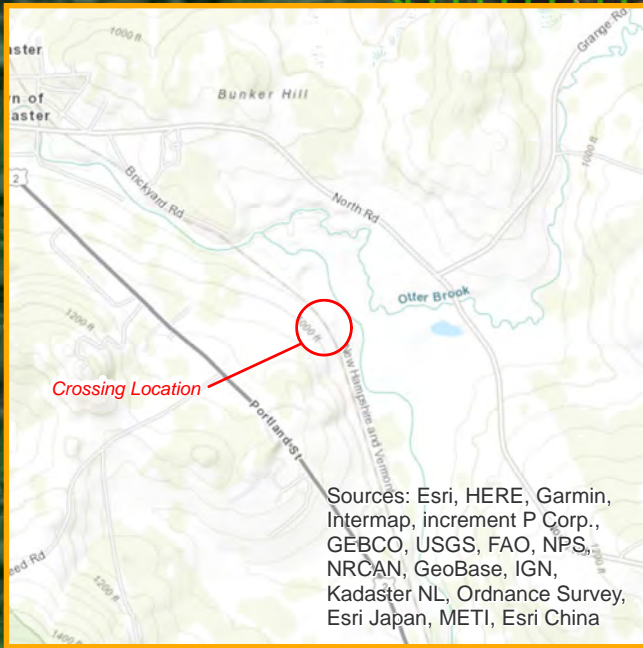 1000 ft
aster
n of
aster
Bunker Hill
Grange Rd
1000 ft
2
Brickyard Rd
North Rd
Otter Brook
1200 ft
000 ft
Crossing Location
New Hampshire and Vermont
Portland St
eed Rd
1400 ft
1200 ft
Sources: Esri, HERE, Garmin,
Intermap, increment P Corp.,
GEBCO, USGS, FAO, NPS,
NRCAN, GeoBase, IGN,
Kadaster NL, Ordnance Survey,
Esri Japan, METI, Esri China